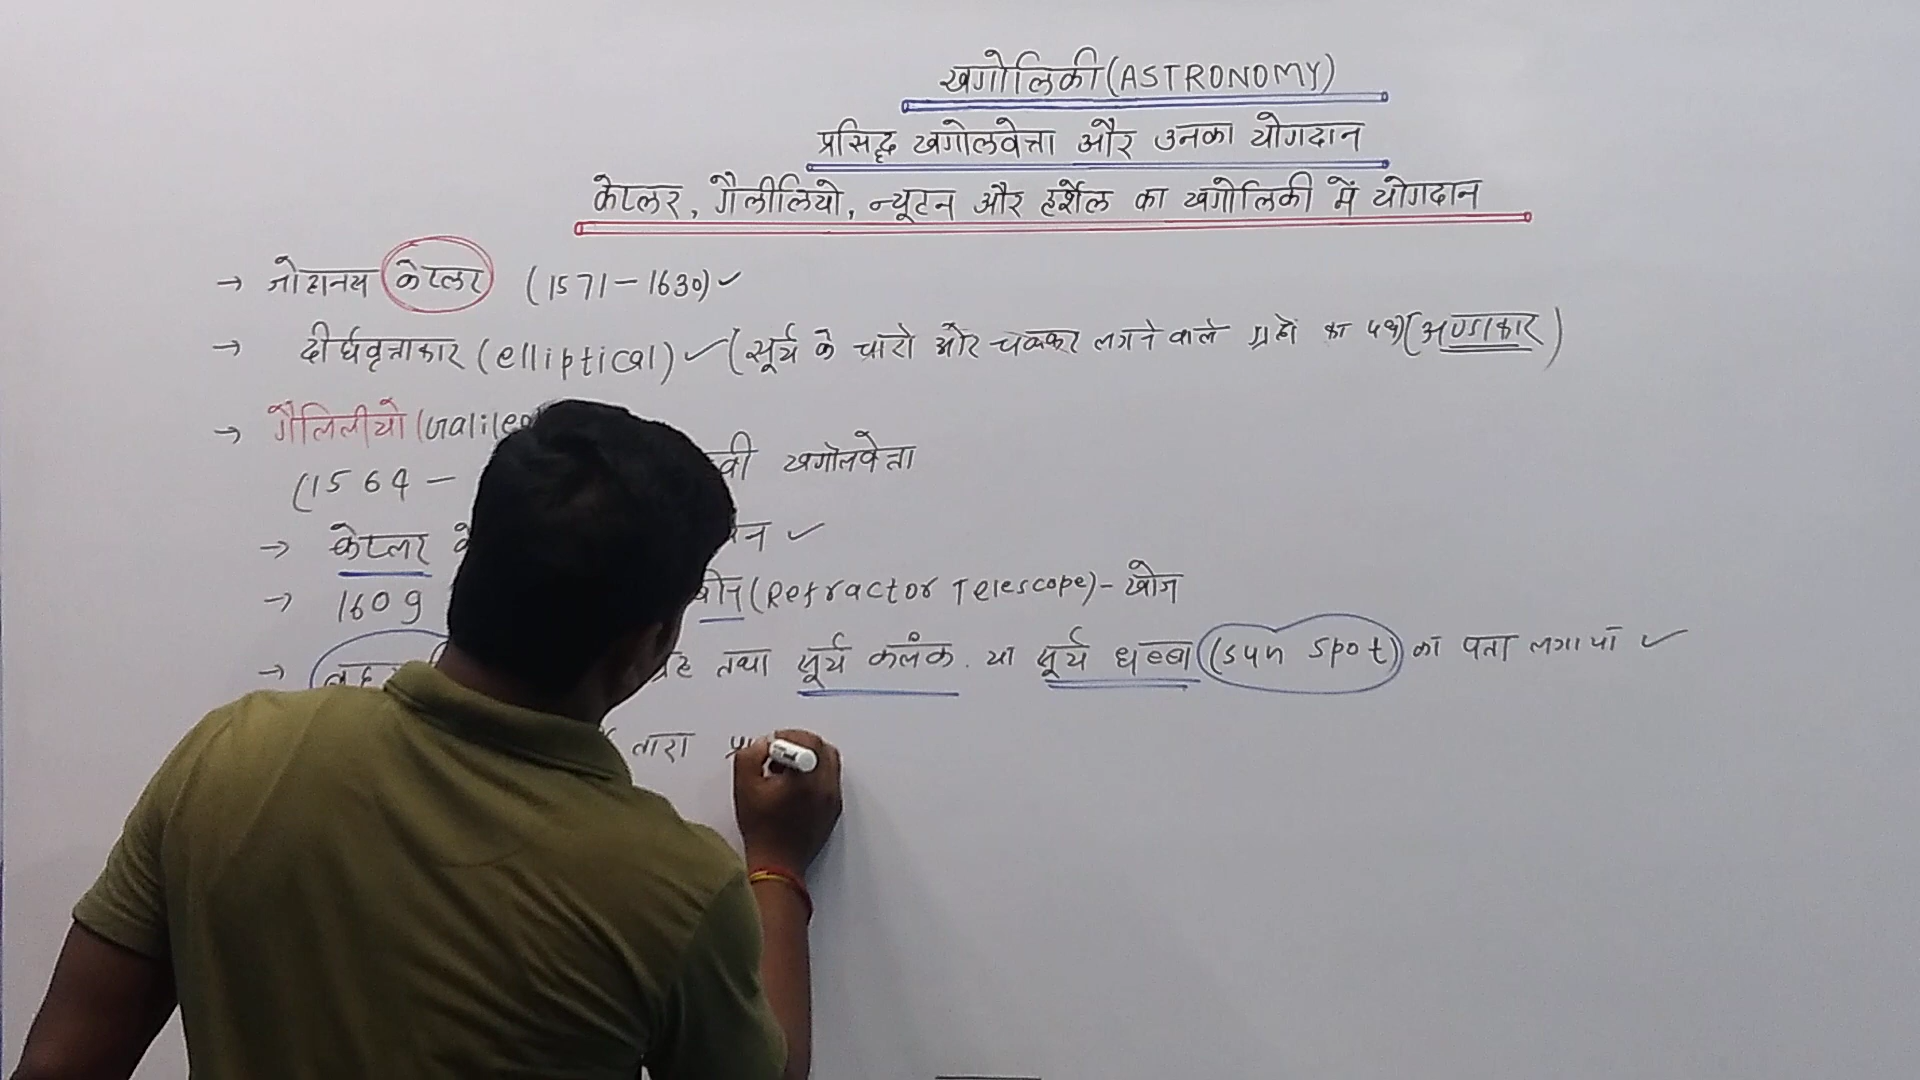 खगोलिकी (ASTRONOMY)
प्रसिद्ध खगोलवेत्ता और उनका योगदान
केप्लर, गैलीलियो, न्यूटन और हर्शेल का खगोलिकी में योगदान
→ जोहानस केप्लर (1571-1630) ✓
→ दीर्घवृत्ताकार (elliptical) ✓ (सूर्य के चारो ओर चक्कर लगाने वाले ग्रहों का पथ) (अण्डाकार)
→ गैलिलीयो (Galileo
(1564 - खगोलवेत्ता
→ केप्लर के ✓
→ 1609 (Refractor Telescope) - खोज
→ तथा सूर्य कलंक. या सूर्य धब्बा (sun spot) का पता लगाया ✓
तारा